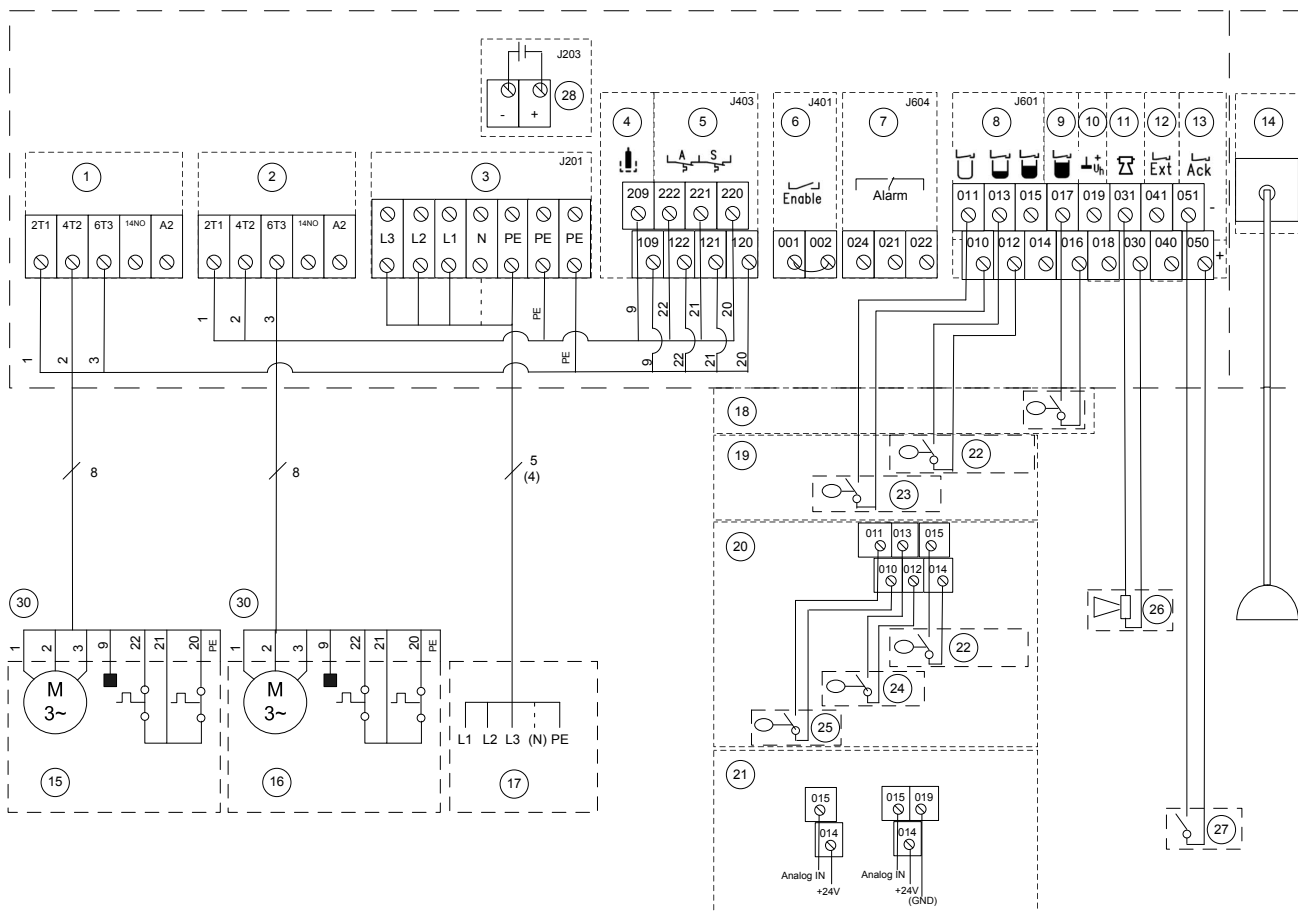 J203
28
- +
4
5
J403
6
J401
7
J604
J601
8
9
10
11
12
13
14
1
2
3
J201
A S
Enable
Alarm
+
Uh
Ext
Ack
2T1 4T2 6T3 14NO A2
2T1 4T2 6T3 14NO A2
L3 L2 L1 N PE PE PE
209 222 221 220
109 122 121 120
001 002
024 021 022
011 013 015 017 019 031 041 051 -
010 012 014 016 018 030 040 050 +
1 2 3
1 2 3
PE
PE
9 22 21 20
9 22 21 20
18
19
22
23
8
8
5
(4)
20
011 013 015
010 012 014
22
24
25
26
27
30
1 2 3 9 22 21 20 PE
M
3~
15
30
1 2 3 9 22 21 20 PE
M
3~
16
L1 L2 L3 (N) PE
17
21
015
014
Analog IN
+24V
015 019
014
Analog IN
+24V
(GND)